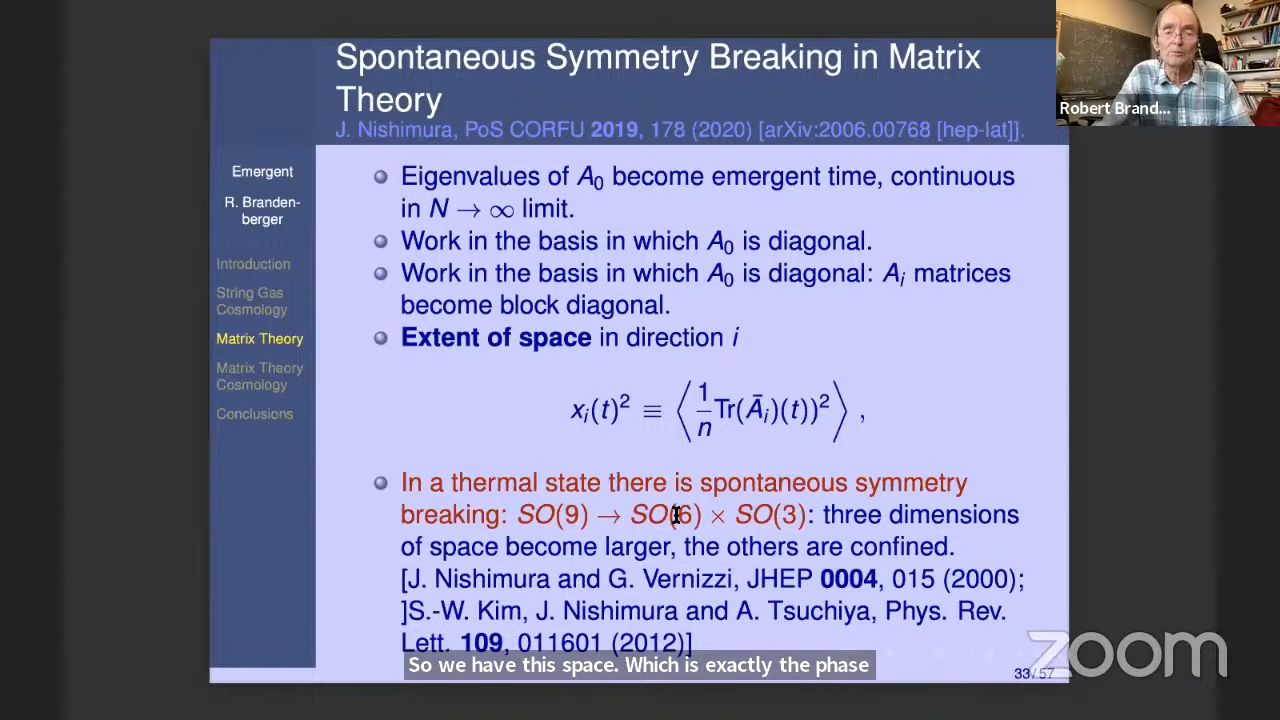 Spontaneous Symmetry Breaking in Matrix
Theory
J. Nishimura, PoS CORFU 2019, 178 (2020) [arXiv:2006.00768 [hep-lat]].
Robert Brand...
Emergent
R. Branden-
berger
Introduction
String Gas
Cosmology
Matrix Theory
Matrix Theory
Cosmology
Conclusions
Eigenvalues of A₀ become emergent time, continuous
in N → ∞ limit.
Work in the basis in which A₀ is diagonal.
Work in the basis in which A₀ is diagonal: Aᵢ matrices
become block diagonal.
Extent of space in direction i
xᵢ(t)² ≡ ⟨ 1/n Tr(Āᵢ)(t))² ⟩ ,
In a thermal state there is spontaneous symmetry
breaking: SO(9) → SO(6) × SO(3): three dimensions
of space become larger, the others are confined.
[J. Nishimura and G. Vernizzi, JHEP 0004, 015 (2000);
]S.-W. Kim, J. Nishimura and A. Tsuchiya, Phys. Rev.
Lett. 109, 011601 (2012)]
So we have this space. Which is exactly the phase
33/57
zoom